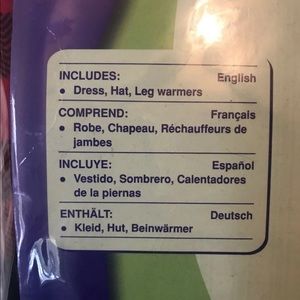 INCLUDES: English
• Dress, Hat, Leg warmers
COMPREND: Français
• Robe, Chapeau, Réchauffeurs de
jambes
INCLUYE: Español
• Vestido, Sombrero, Calentadores
de la piernas
ENTHÄLT: Deutsch
• Kleid, Hut, Beinwärmer